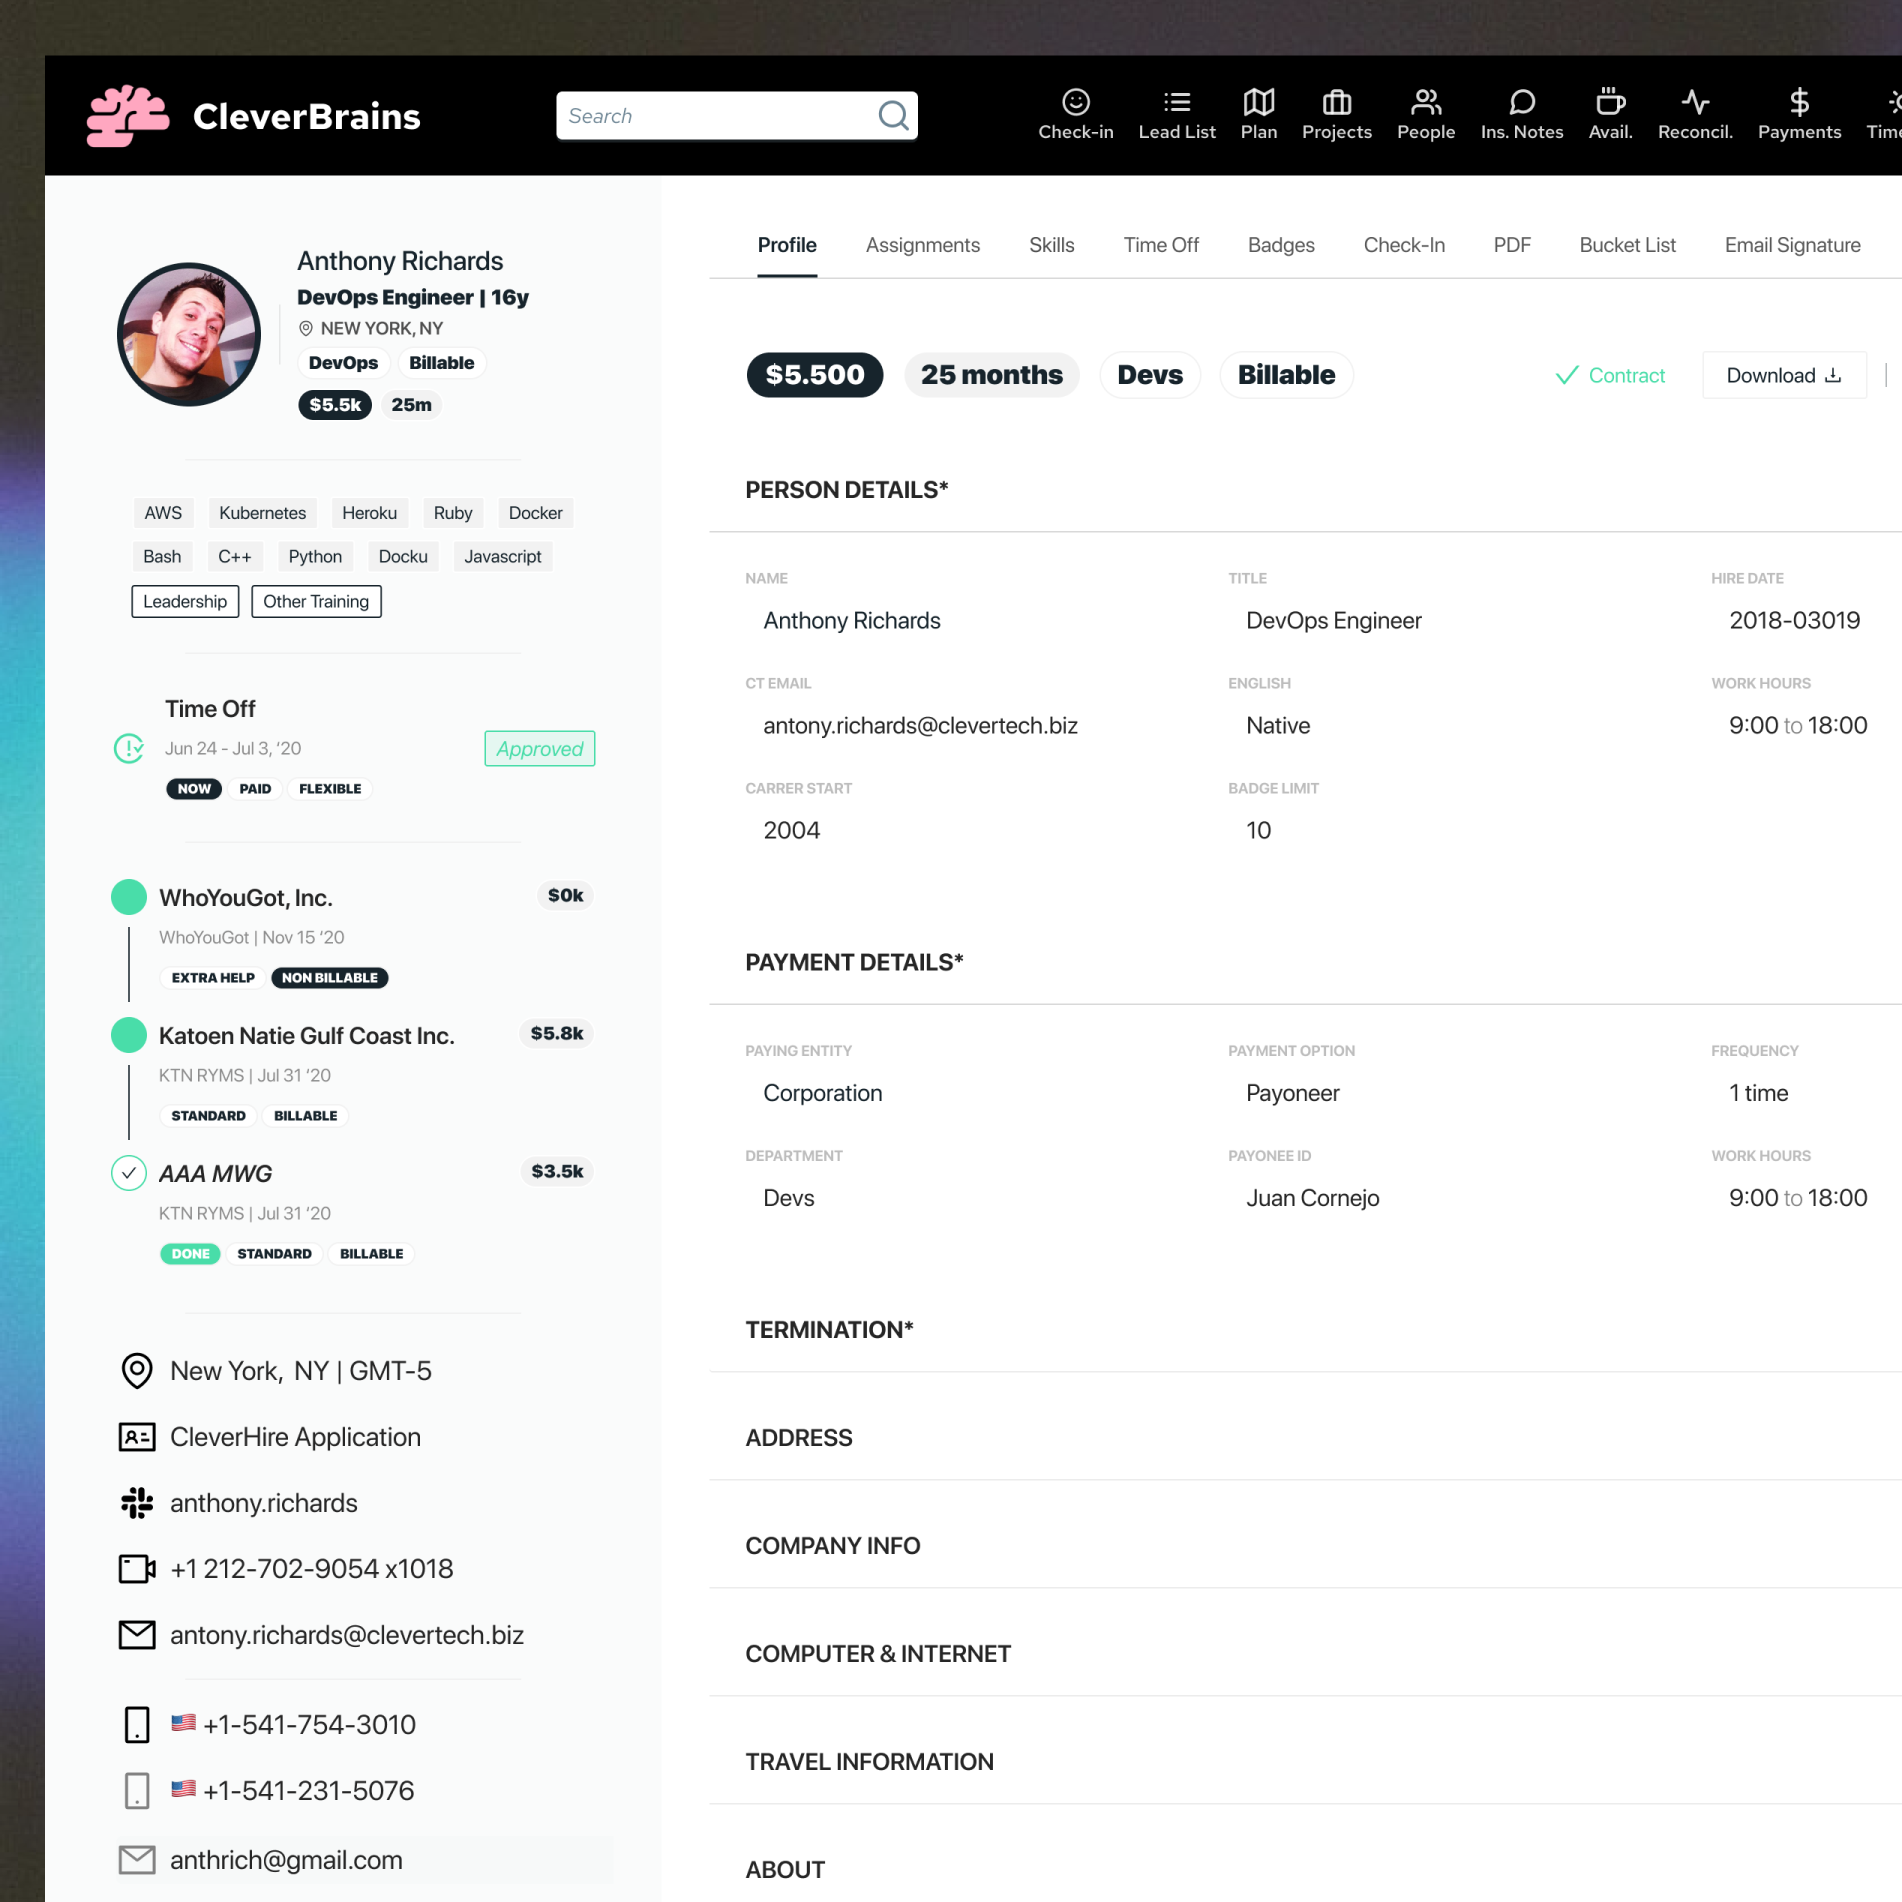 CleverBrains
Search
Check-in
Lead List
Plan
Projects
People
Ins. Notes
Avail.
Reconcil.
Payments
Time
Anthony Richards
DevOps Engineer | 16y
NEW YORK, NY
DevOps
Billable
$5.5k
25m
AWS
Kubernetes
Heroku
Ruby
Docker
Bash
C++
Python
Docku
Javascript
Leadership
Other Training
Time Off
Jun 24 - Jul 3, ‘20
Approved
NOW
PAID
FLEXIBLE
WhoYouGot, Inc.
$0k
WhoYouGot | Nov 15 ‘20
EXTRA HELP
NON BILLABLE
Katoen Natie Gulf Coast Inc.
$5.8k
KTN RYMS | Jul 31 ‘20
STANDARD
BILLABLE
AAA MWG
$3.5k
KTN RYMS | Jul 31 ‘20
DONE
STANDARD
BILLABLE
New York, NY | GMT-5
CleverHire Application
anthony.richards
+1 212-702-9054 x1018
antony.richards@clevertech.biz
+1-541-754-3010
+1-541-231-5076
anthrich@gmail.com
Profile
Assignments
Skills
Time Off
Badges
Check-In
PDF
Bucket List
Email Signature
$5.500
25 months
Devs
Billable
Contract
Download
PERSON DETAILS*
NAME
Anthony Richards
TITLE
DevOps Engineer
HIRE DATE
2018-03019
CT EMAIL
antony.richards@clevertech.biz
ENGLISH
Native
WORK HOURS
9:00 to 18:00
CARRER START
2004
BADGE LIMIT
10
PAYMENT DETAILS*
PAYING ENTITY
Corporation
PAYMENT OPTION
Payoneer
FREQUENCY
1 time
DEPARTMENT
Devs
PAYONEE ID
Juan Cornejo
WORK HOURS
9:00 to 18:00
TERMINATION*
ADDRESS
COMPANY INFO
COMPUTER & INTERNET
TRAVEL INFORMATION
ABOUT